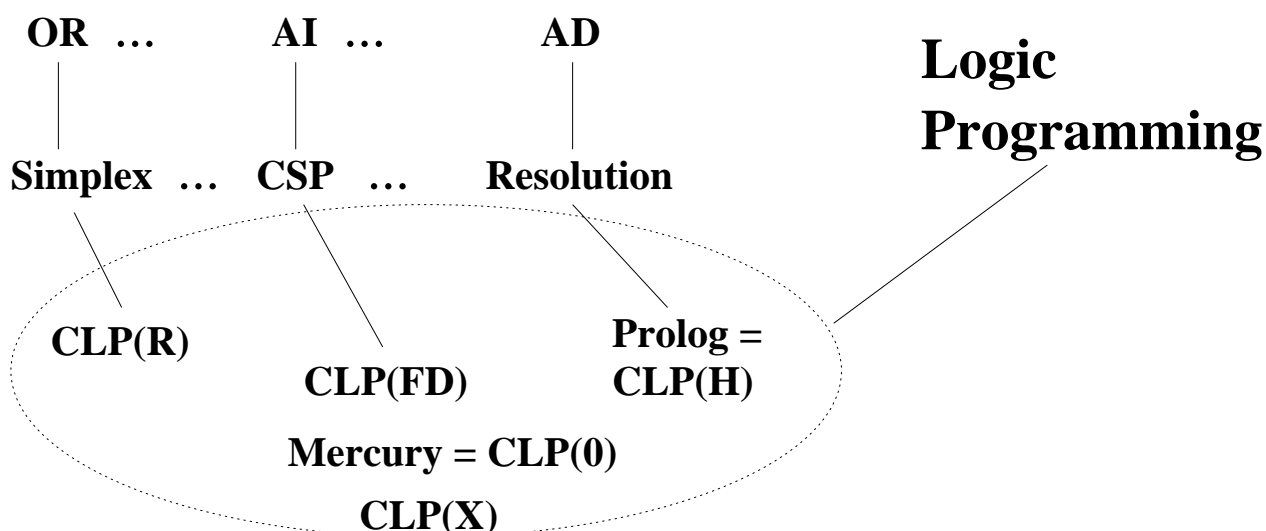 OR … AI … AD
Logic
Programming
Simplex … CSP … Resolution
CLP(R)
Prolog =
CLP(H)
CLP(FD)
Mercury = CLP(0)
CLP(X)